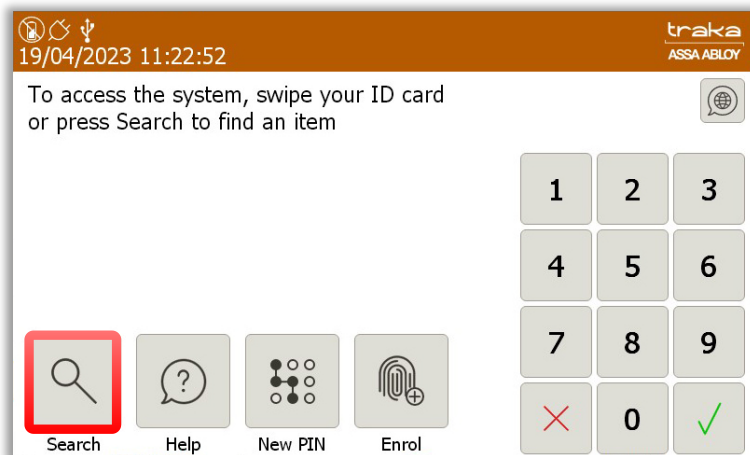 traka
19/04/2023 11:22:52
ASSA ABLOY
To access the system, swipe your ID card
or press Search to find an item
1 2 3
4 5 6
7 8 9
0
?
Search Help New PIN Enrol